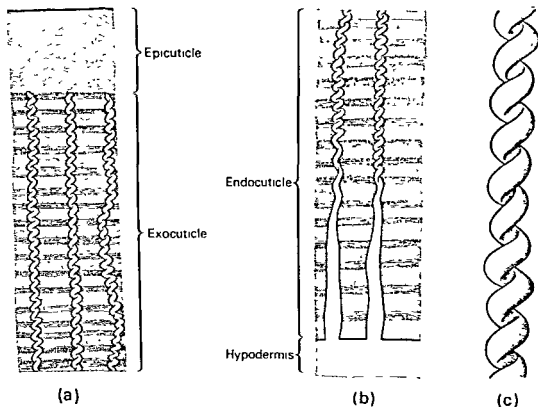 Epicuticle
Exocuticle
(a)
Endocuticle
Hypodermis
(b)
(c)